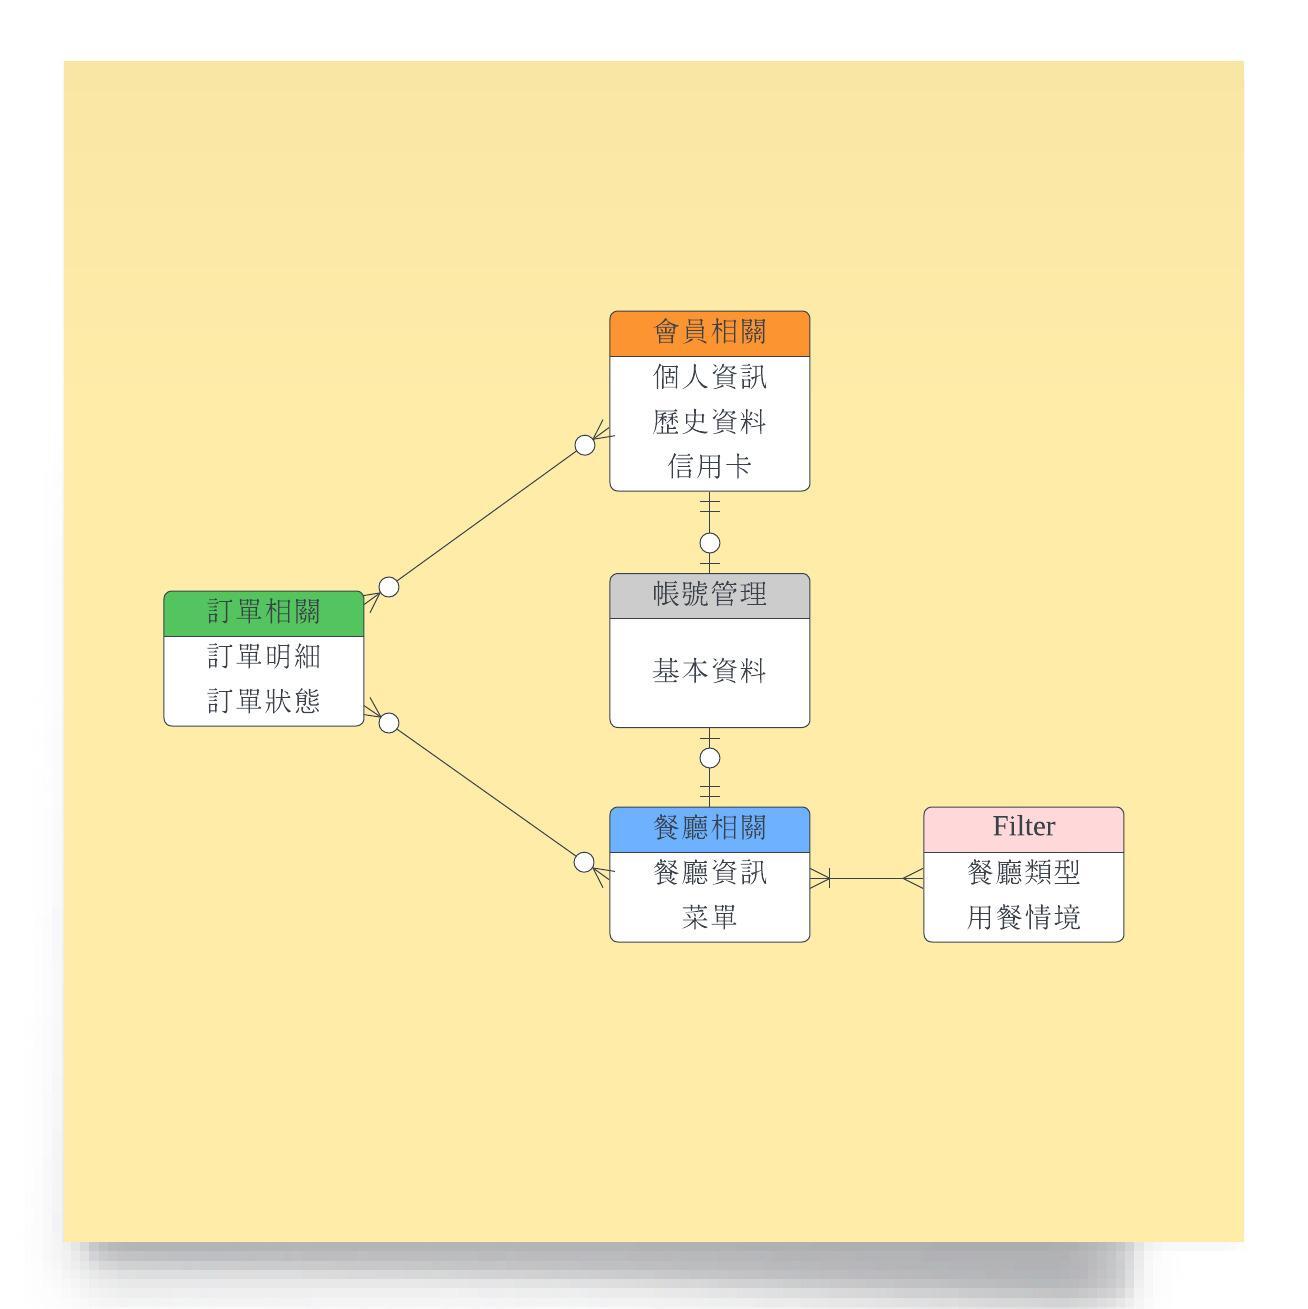 會員相關
個人資訊
歷史資料
信用卡
帳號管理
基本資料
訂單相關
訂單明細
訂單狀態
餐廳相關
餐廳資訊
菜單
Filter
餐廳類型
用餐情境